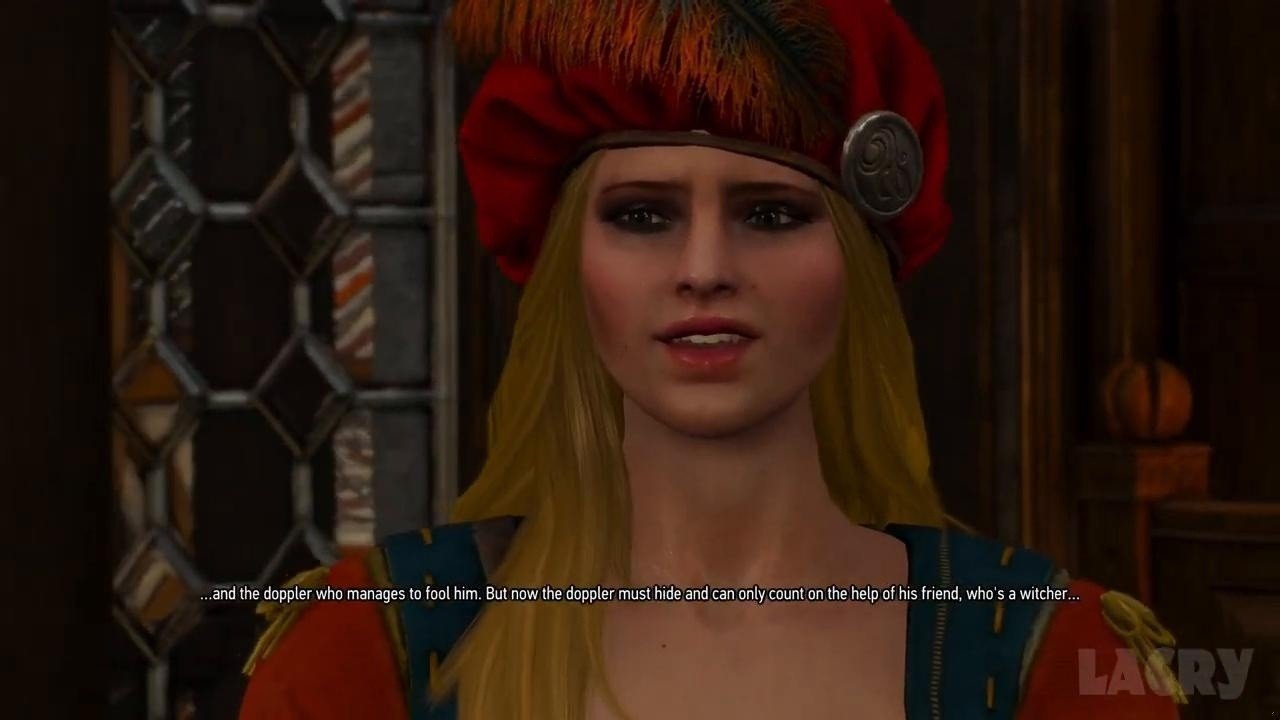 ...and the doppler who manages to fool him. But now the doppler must hide and can only count on the help of his friend, who's a witcher...
LACRY